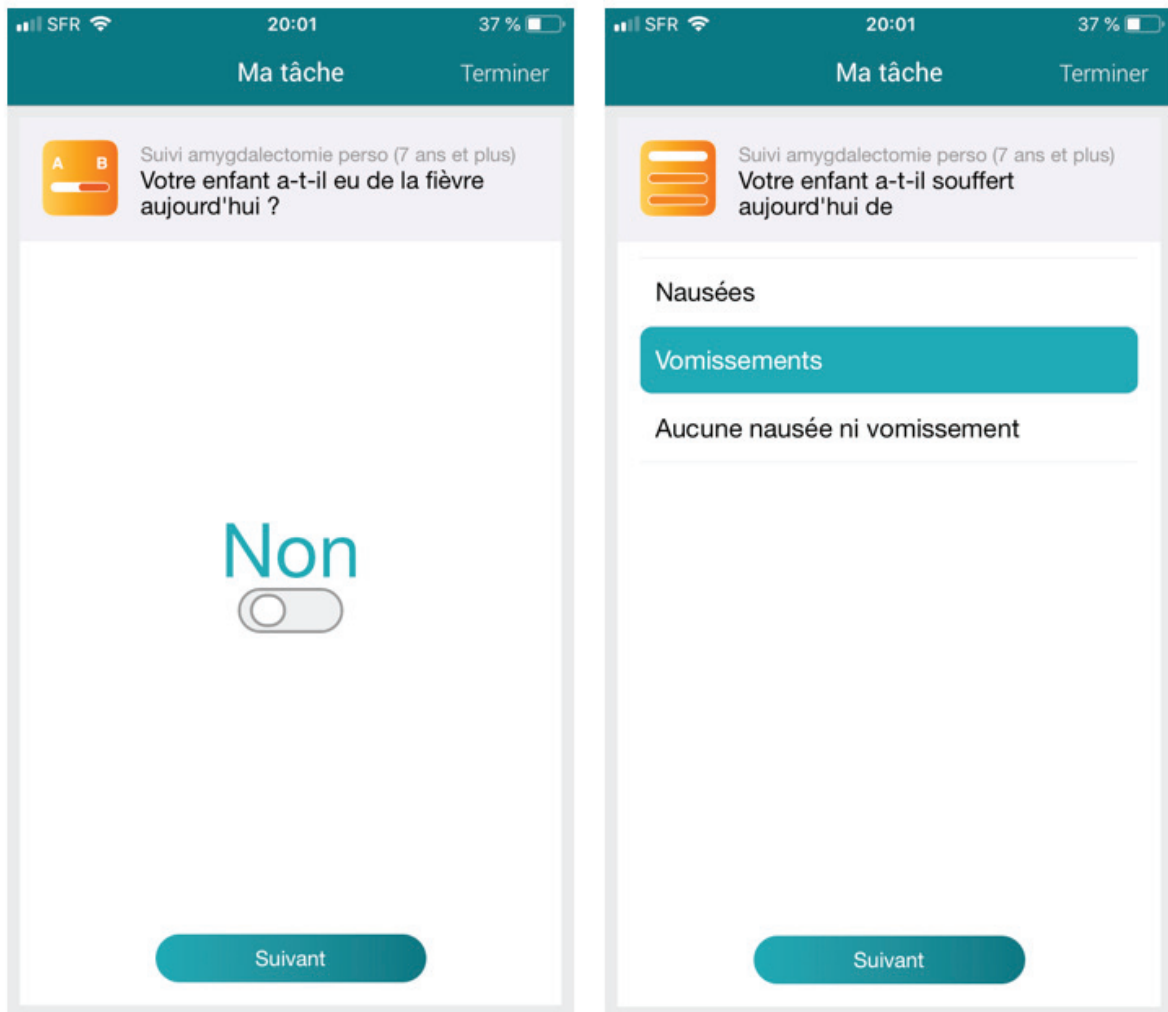 SFR 20:01 37 %
Ma tâche Terminer
A B
Suivi amygdalectomie perso (7 ans et plus)
Votre enfant a-t-il eu de la fièvre
aujourd'hui ?
Non
Suivant
SFR 20:01 37 %
Ma tâche Terminer
Suivi amygdalectomie perso (7 ans et plus)
Votre enfant a-t-il souffert
aujourd'hui de
Nausées
Vomissements
Aucune nausée ni vomissement
Suivant